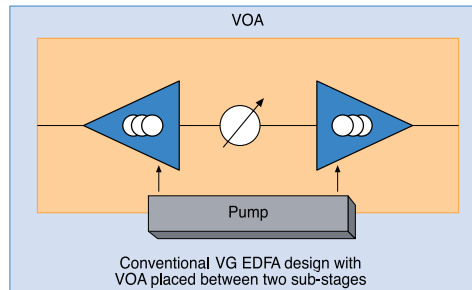 VOA
Pump
Conventional VG EDFA design with
VOA placed between two sub-stages